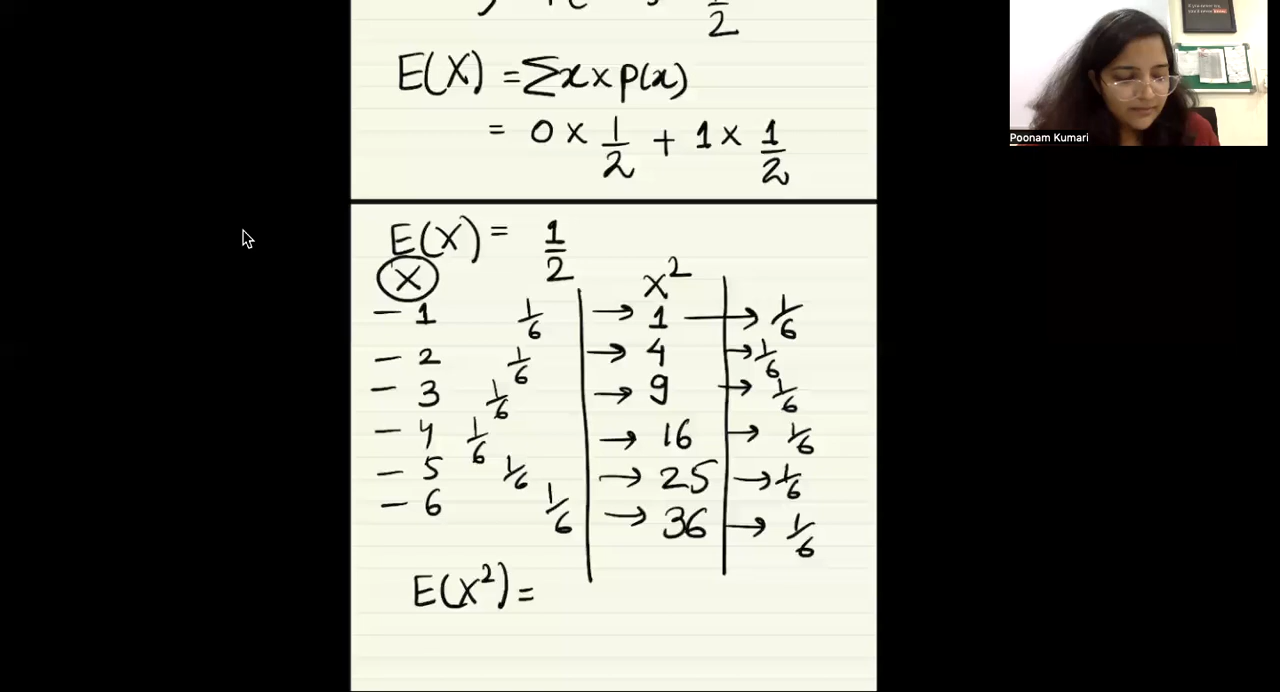 1/2
E(X) = ∑x × p(x)
= 0 × 1/2 + 1 × 1/2
E(X) = 1/2
X x²
- 1 1/6 → 1 → 1/6
- 2 1/6 → 4 → 1/6
- 3 1/6 → 9 → 1/6
- 4 1/6 → 16 → 1/6
- 5 1/6 → 25 → 1/6
- 6 1/6 → 36 → 1/6
E(X²) =
Poonam Kumari